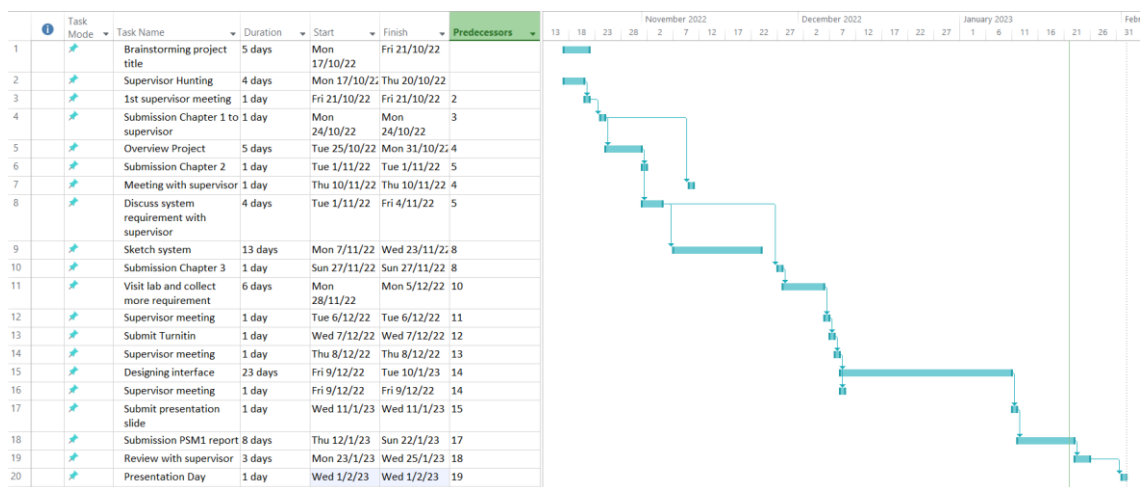 Task Mode Task Name Duration Start Finish Predecessors
November 2022 December 2022 January 2023 Febr
13 18 23 28 2 7 12 17 22 27 2 7 12 17 22 27 1 6 11 16 21 26 31
1 Brainstorming project title 5 days Mon 17/10/22 Fri 21/10/22
2 Supervisor Hunting 4 days Mon 17/10/22 Thu 20/10/22
3 1st supervisor meeting 1 day Fri 21/10/22 Fri 21/10/22 2
4 Submission Chapter 1 to supervisor 1 day Mon 24/10/22 Mon 24/10/22 3
5 Overview Project 5 days Tue 25/10/22 Mon 31/10/22 4
6 Submission Chapter 2 1 day Tue 1/11/22 Tue 1/11/22 5
7 Meeting with supervisor 1 day Thu 10/11/22 Thu 10/11/22 4
8 Discuss system requirement with supervisor 4 days Tue 1/11/22 Fri 4/11/22 5
9 Sketch system 13 days Mon 7/11/22 Wed 23/11/22 8
10 Submission Chapter 3 1 day Sun 27/11/22 Sun 27/11/22 8
11 Visit lab and collect more requirement 6 days Mon 28/11/22 Mon 5/12/22 10
12 Supervisor meeting 1 day Tue 6/12/22 Tue 6/12/22 11
13 Submit Turnitin 1 day Wed 7/12/22 Wed 7/12/22 12
14 Supervisor meeting 1 day Thu 8/12/22 Thu 8/12/22 13
15 Designing interface 23 days Fri 9/12/22 Tue 10/1/23 14
16 Supervisor meeting 1 day Fri 9/12/22 Fri 9/12/22 14
17 Submit presentation slide 1 day Wed 11/1/23 Wed 11/1/23 15
18 Submission PSM1 report 8 days Thu 12/1/23 Sun 22/1/23 17
19 Review with supervisor 3 days Mon 23/1/23 Wed 25/1/23 18
20 Presentation Day 1 day Wed 1/2/23 Wed 1/2/23 19